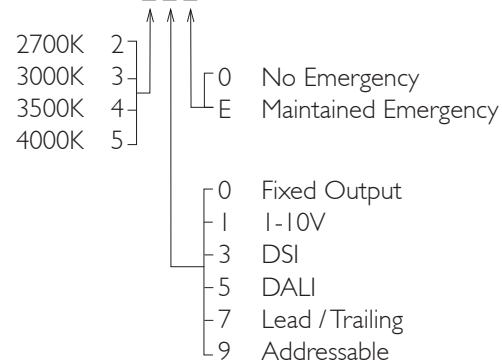 2700K 2
3000K 3
3500K 4
4000K 5
0 No Emergency
E Maintained Emergency
0 Fixed Output
1 1-10V
3 DSI
5 DALI
7 Lead / Trailing
9 Addressable